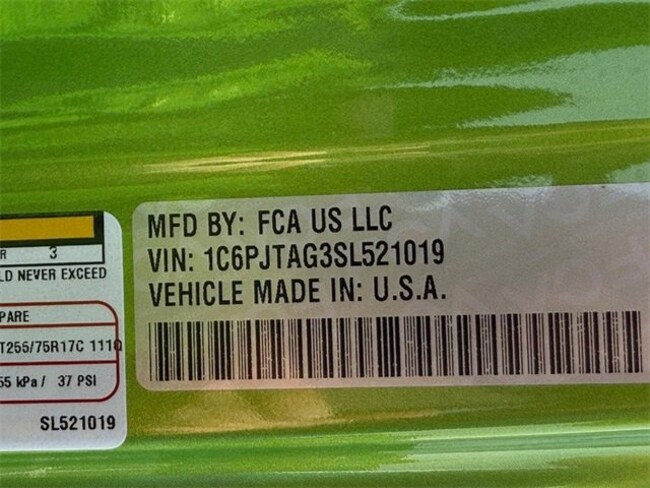 R 3
LD NEVER EXCEED
PARE
T255/75R17C 111Q
55 kPa / 37 PSI
SL521019
MFD BY: FCA US LLC
VIN: 1C6PJTAG3SL521019
VEHICLE MADE IN: U.S.A.